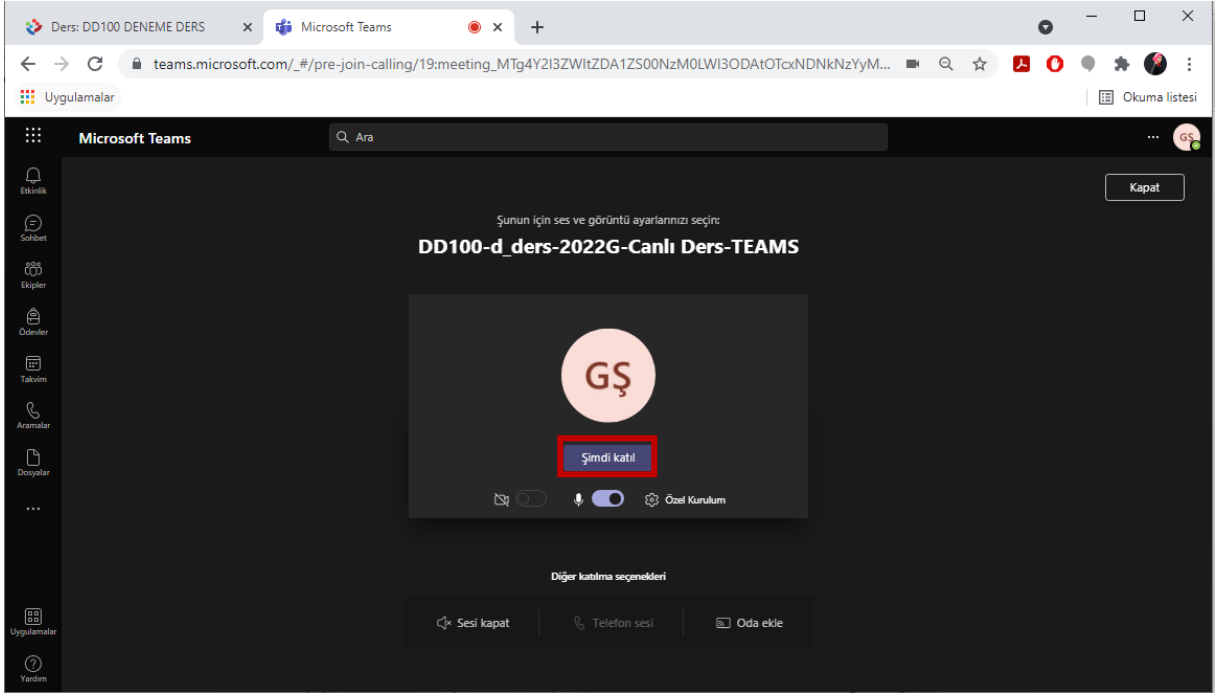 Ders: DD100 DENEME DERS
Microsoft Teams
teams.microsoft.com/_#/pre-join-calling/19:meeting_MTg4Y2I3ZWItZDA1ZS00NzM0LWI3ODAtOTcxNDNkNzYyM...
Uygulamalar
Okuma listesi
Microsoft Teams
Ara
GŞ
Etkinlik
Sohbet
Ekipler
Ödevler
Takvim
Aramalar
Dosyalar
Uygulamalar
Yardım
Kapat
Şunun için ses ve görüntü ayarlarınızı seçin:
DD100-d_ders-2022G-Canlı Ders-TEAMS
GŞ
Şimdi katıl
Özel Kurulum
Diğer katılma seçenekleri
Sesi kapat
Telefon sesi
Oda ekle